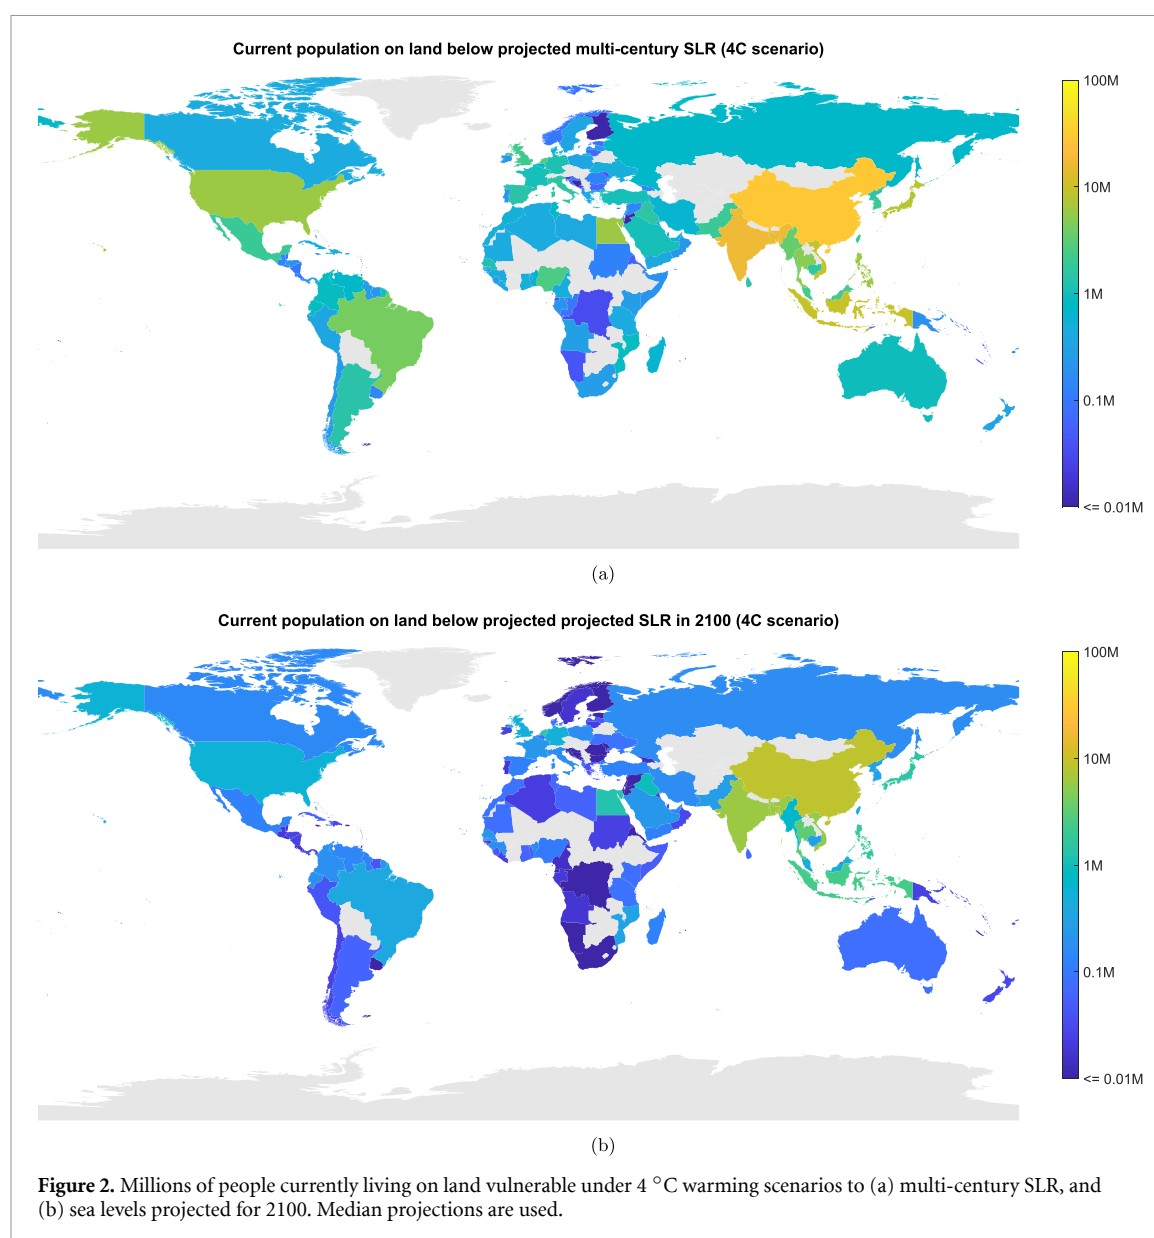 Current population on land below projected multi-century SLR (4C scenario)
100M
10M
1M
0.1M
<= 0.01M
(a)
Current population on land below projected projected SLR in 2100 (4C scenario)
100M
10M
1M
0.1M
<= 0.01M
(b)
Figure 2. Millions of people currently living on land vulnerable under 4 °C warming scenarios to (a) multi-century SLR, and
(b) sea levels projected for 2100. Median projections are used.